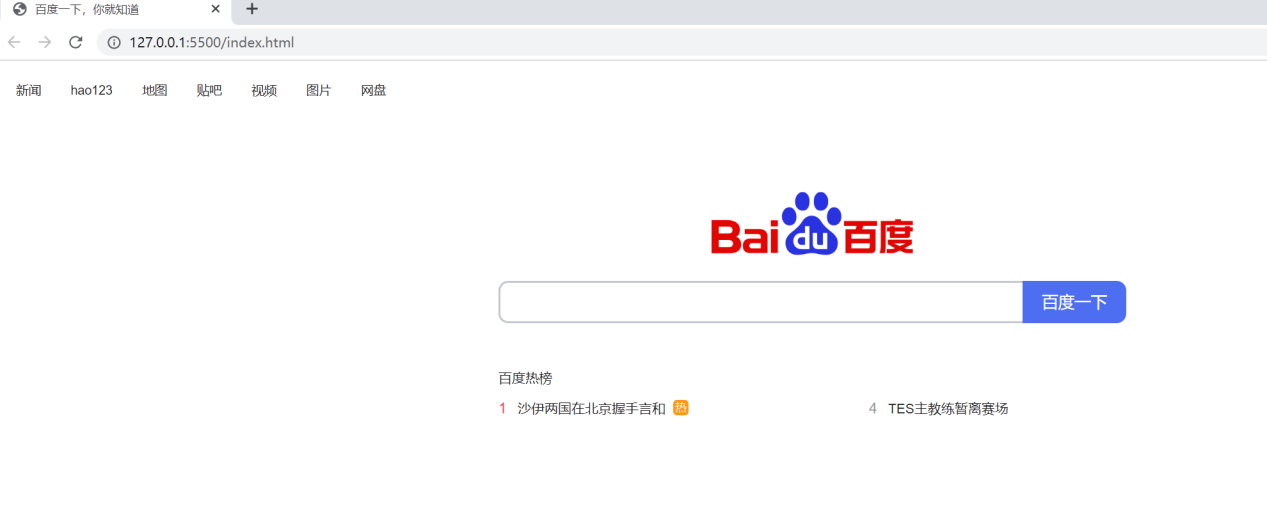 百度一下，你就知道
127.0.0.1:5500/index.html
新闻 hao123 地图 贴吧 视频 图片 网盘
Bai du 百度
百度一下
百度热榜
1 沙伊两国在北京握手言和 热 4 TES主教练暂离赛场